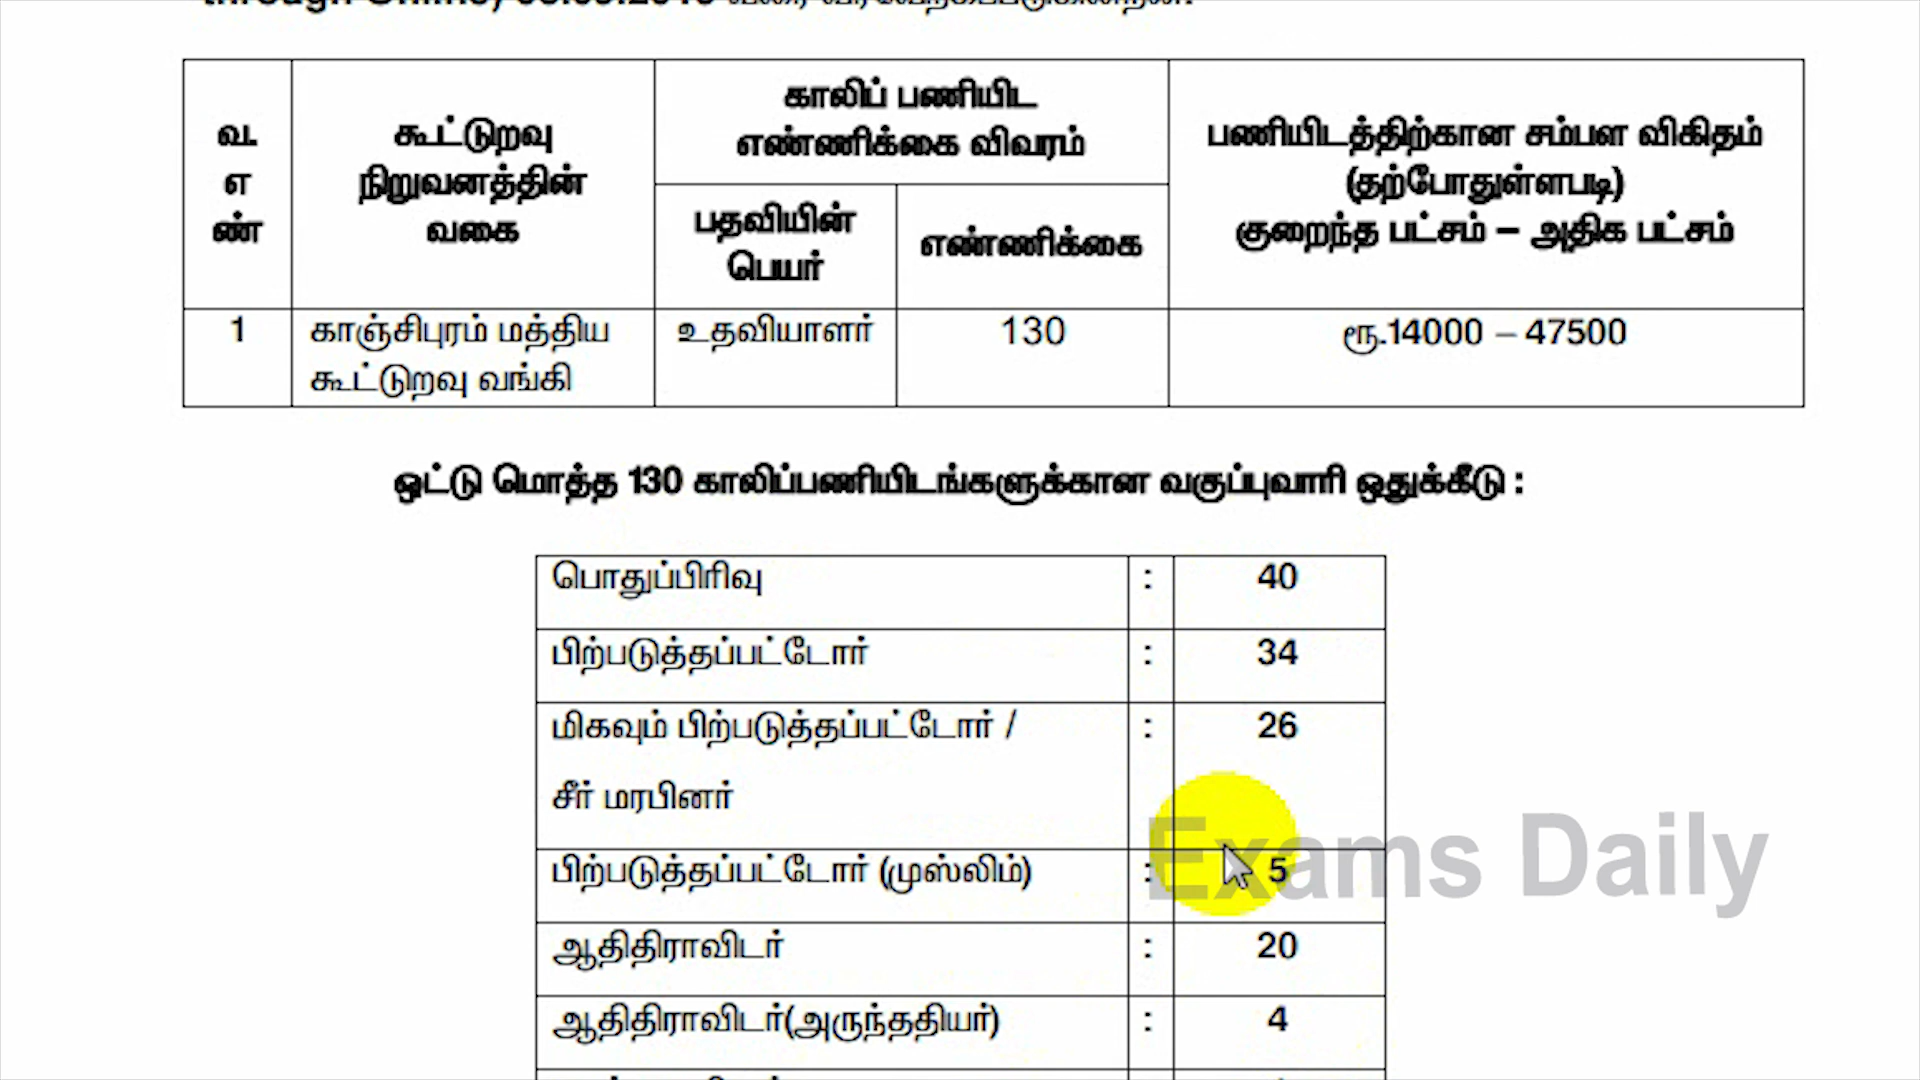 வ.
எ
ண்
கூட்டுறவு
நிறுவனத்தின்
வகை
காலிப் பணியிட
எண்ணிக்கை விவரம்
பதவியின்
பெயர்
எண்ணிக்கை
பணியிடத்திற்கான சம்பள விகிதம்
(தற்போதுள்ளபடி)
குறைந்த பட்சம் – அதிக பட்சம்
1
காஞ்சிபுரம் மத்திய
கூட்டுறவு வங்கி
உதவியாளர்
130
ரூ.14000 – 47500
ஒட்டு மொத்த 130 காலிப்பணியிடங்களுக்கான வகுப்புவாரி ஒதுக்கீடு :
பொதுப்பிரிவு : 40
பிற்படுத்தப்பட்டோர் : 34
மிகவும் பிற்படுத்தப்பட்டோர் / : 26
சீர் மரபினர்
பிற்படுத்தப்பட்டோர் (முஸ்லிம்) : 5
ஆதிதிராவிடர் : 20
ஆதிதிராவிடர்(அருந்ததியர்) : 4
Exams Daily